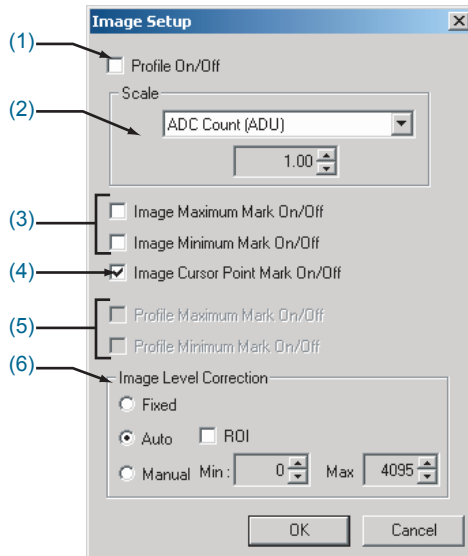 Image Setup
(1)
Profile On/Off
Scale
(2)
ADC Count (ADU)
1.00
(3)
Image Maximum Mark On/Off
Image Minimum Mark On/Off
(4)
Image Cursor Point Mark On/Off
(5)
Profile Maximum Mark On/Off
Profile Minimum Mark On/Off
(6)
Image Level Correction
Fixed
Auto ROI
Manual Min : 0 Max 4095
OK Cancel